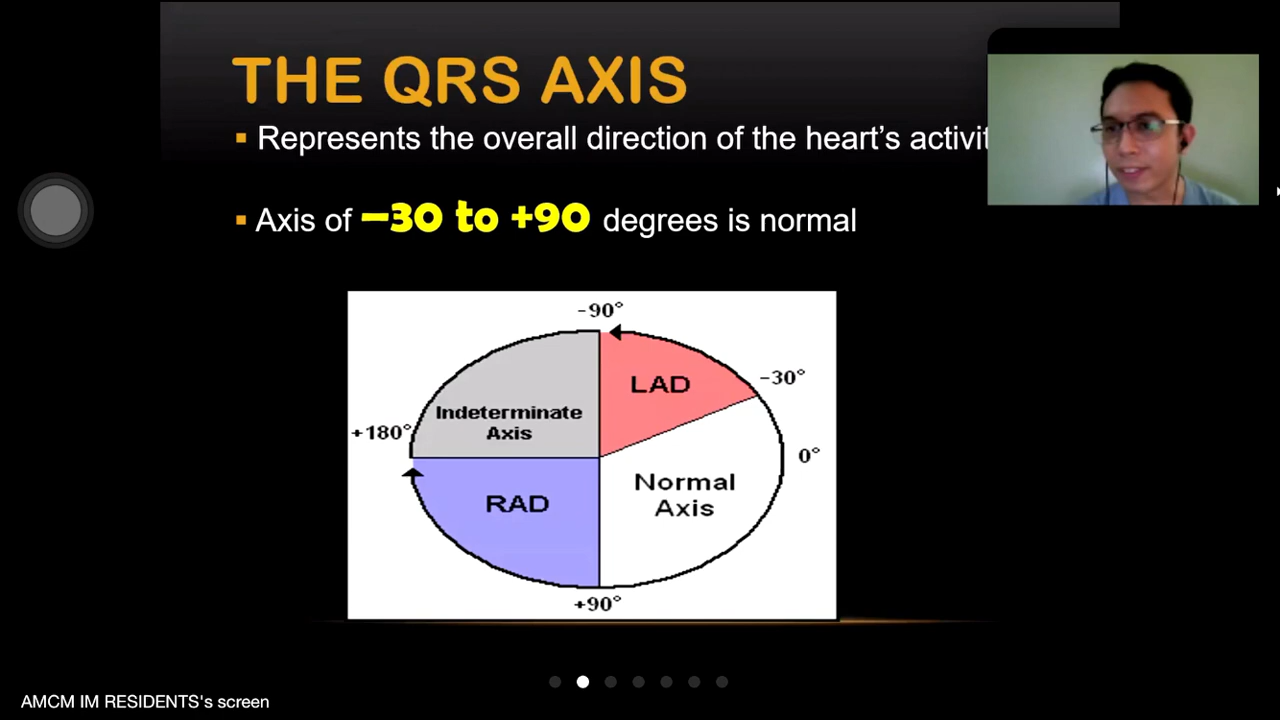 THE QRS AXIS
▪ Represents the overall direction of the heart's activit
▪ Axis of –30 to +90 degrees is normal
-90°
LAD
-30°
Indeterminate
Axis
+180°
0°
Normal
Axis
RAD
+90°
AMCM IM RESIDENTS's screen